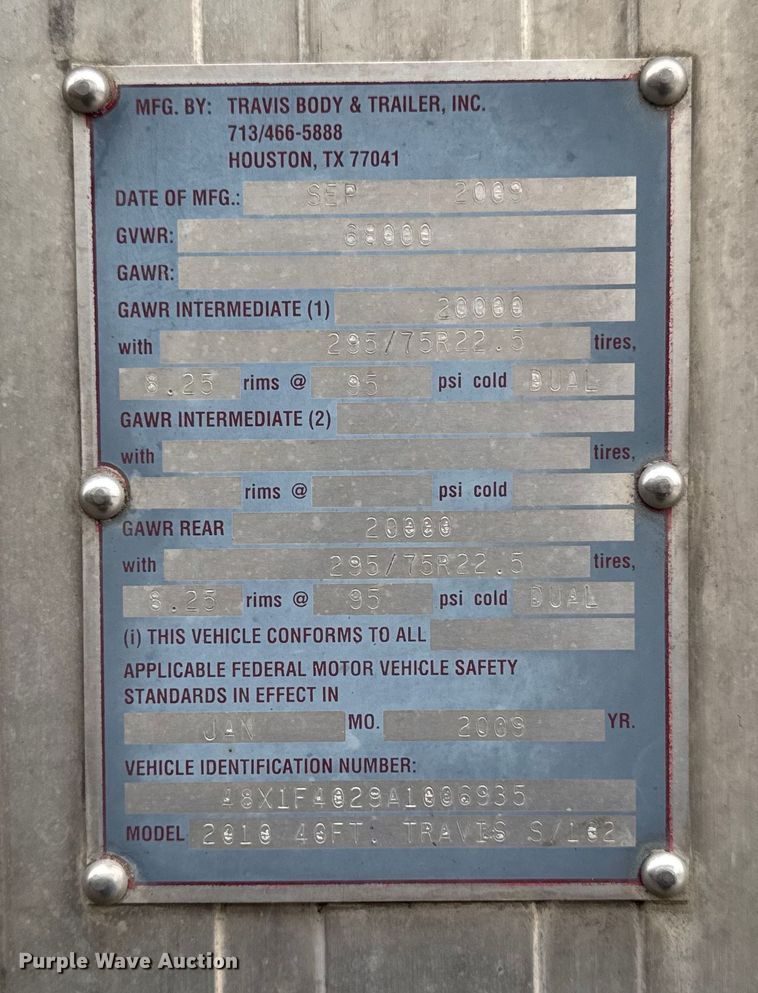 MFG. BY: TRAVIS BODY & TRAILER, INC.
713/466-5888
HOUSTON, TX 77041
DATE OF MFG.: SEP 2009
GVWR: 68000
GAWR:
GAWR INTERMEDIATE (1) 20000
with 295/75R22.5 tires,
8.25 rims @ 95 psi cold DUAL
GAWR INTERMEDIATE (2)
with tires,
rims @ psi cold
GAWR REAR 20000
with 295/75R22.5 tires,
8.25 rims @ 95 psi cold DUAL
(i) THIS VEHICLE CONFORMS TO ALL
APPLICABLE FEDERAL MOTOR VEHICLE SAFETY
STANDARDS IN EFFECT IN
JAN MO. 2009 YR.
VEHICLE IDENTIFICATION NUMBER:
48X1F4029A1006935
MODEL 2010 40FT. TRAVIS S/102
Purple Wave Auction